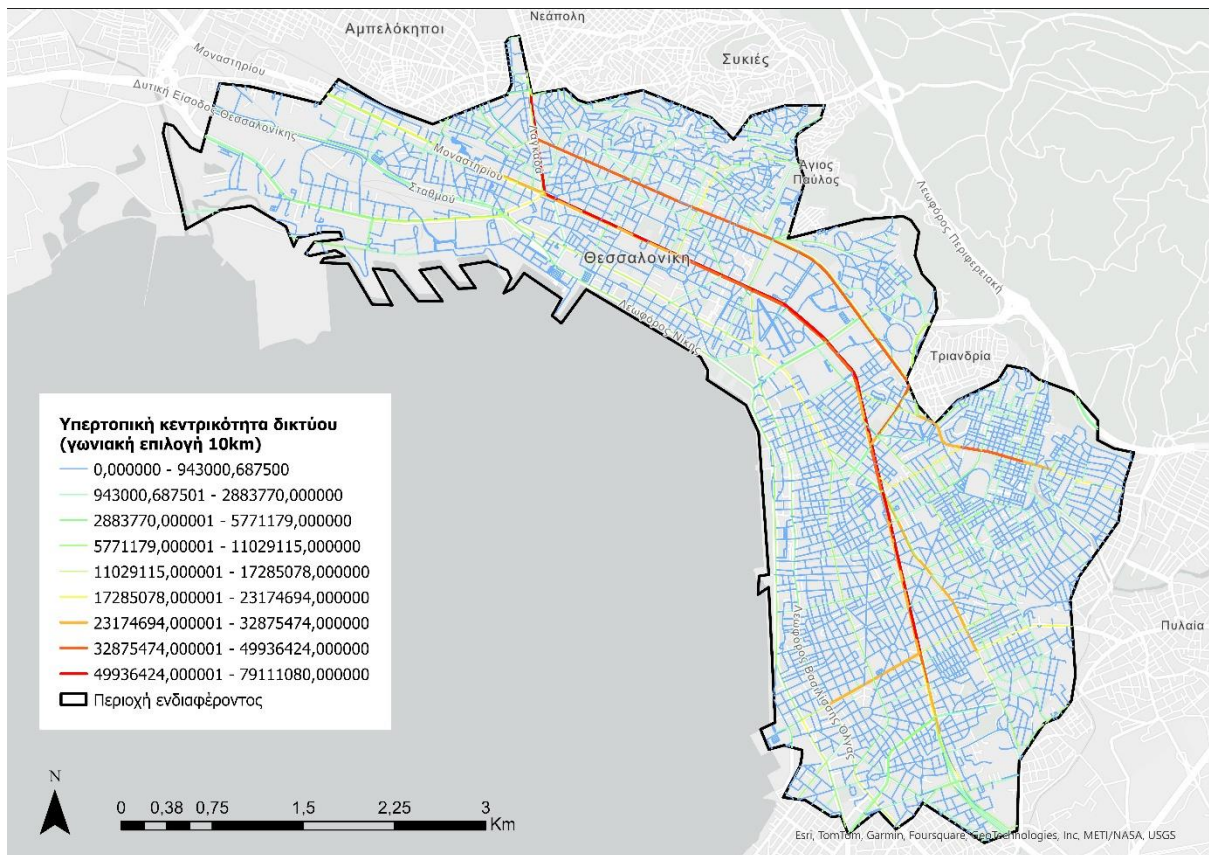 Νεάπολη
Αμπελόκηποι
Συκιές
Μοναστηρίου
Δυτική Είσοδος Θεσσαλονίκης
Λαγκαδά
Μοναστηρίου
Σταθμού
Άγιος
Παύλος
Λεωφόρος Περιφερειακή
Θεσσαλονίκη
Λεωφόρος Νίκης
Τριανδρία
Πυλαία
Λεωφόρος Βασιλίσσης Όλγας
Υπερτοπική κεντρικότητα δικτύου
(γωνιακή επιλογή 10km)
0,000000 - 943000,687500
943000,687501 - 2883770,000000
2883770,000001 - 5771179,000000
5771179,000001 - 11029115,000000
11029115,000001 - 17285078,000000
17285078,000001 - 23174694,000000
23174694,000001 - 32875474,000000
32875474,000001 - 49936424,000000
49936424,000001 - 79111080,000000
Περιοχή ενδιαφέροντος
N
0 0,38 0,75 1,5 2,25 3
Km
Esri, TomTom, Garmin, Foursquare, GeoTechnologies, Inc, METI/NASA, USGS